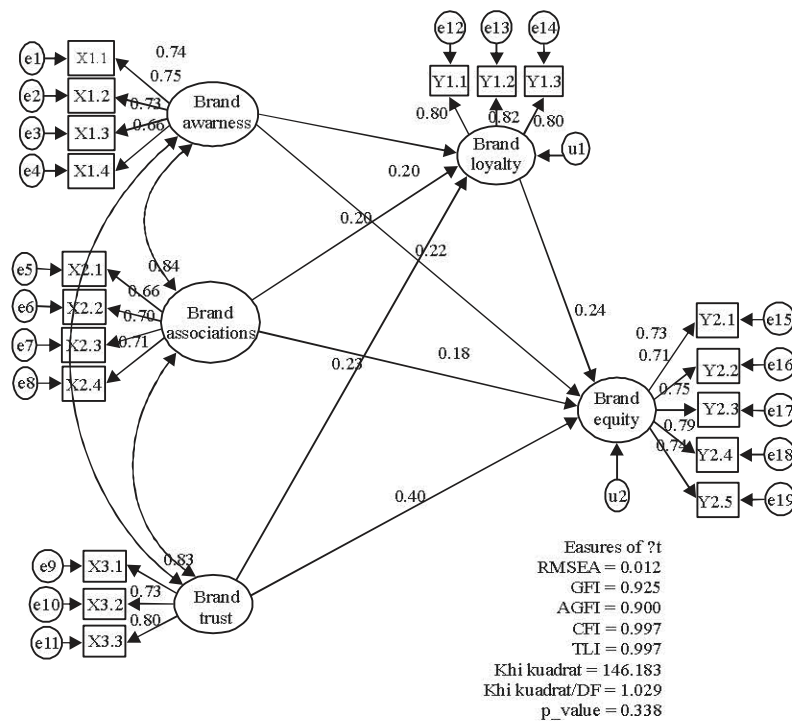 e12 e13 e14
e1 X1.1 0.74 Y1.1 Y1.2 Y1.3
e2 X1.2 0.75
e3 X1.3 0.73 Brand awarness 0.80 0.82 0.80
e4 X1.4 0.66 Brand loyalty u1
0.20
0.20
0.22
e5 X2.1 0.84
e6 X2.2 0.66 Brand associations
e7 X2.3 0.70
e8 X2.4 0.71
0.24
0.18
0.23
Y2.1 e15
0.73
0.71 Y2.2 e16
Brand equity 0.75 Y2.3 e17
0.79 Y2.4 e18
0.74 Y2.5 e19
u2
0.40
e9 X3.1 0.83
e10 X3.2 0.73 Brand trust
e11 X3.3 0.80
Easures of ?t
RMSEA = 0.012
GFI = 0.925
AGFI = 0.900
CFI = 0.997
TLI = 0.997
Khi kuadrat = 146.183
Khi kuadrat/DF = 1.029
p_value = 0.338